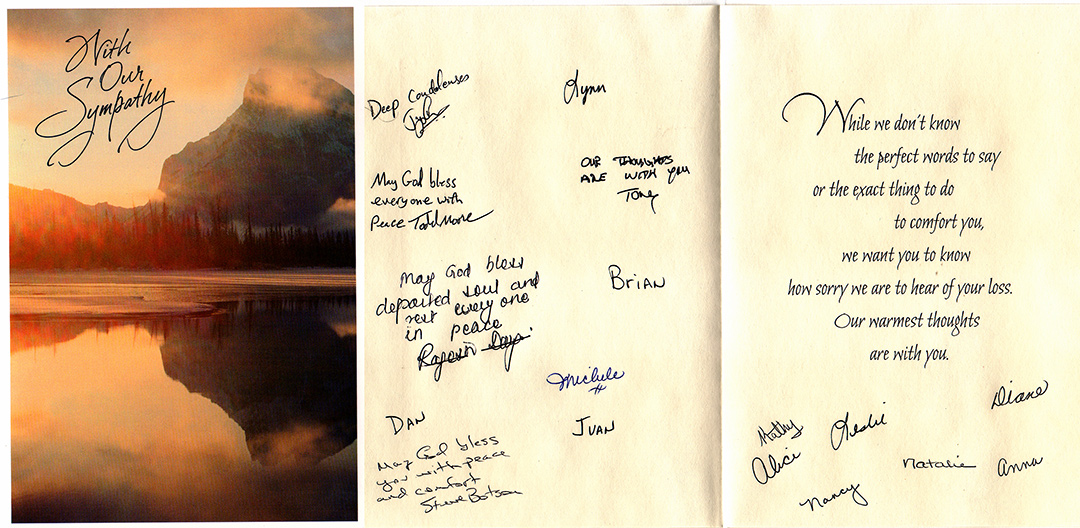 With
Our
Sympathy
Deep Condolenses
Lynn
OUR THOUGHTS
ARE WITH YOU
TONY
May God bless
everyone with
Peace Todd Moore
May God bless
departed soul and
rest every one
in peace
BRIAN
Michele
DAN
JUAN
May God bless
you with peace
and comfort
Steve Botson
While we don't know
the perfect words to say
or the exact thing to do
to comfort you,
we want you to know
how sorry we are to hear of your loss.
Our warmest thoughts
are with you.
Diane
Kathy
Leslie
Alice
Natalie
Anna
Nancy